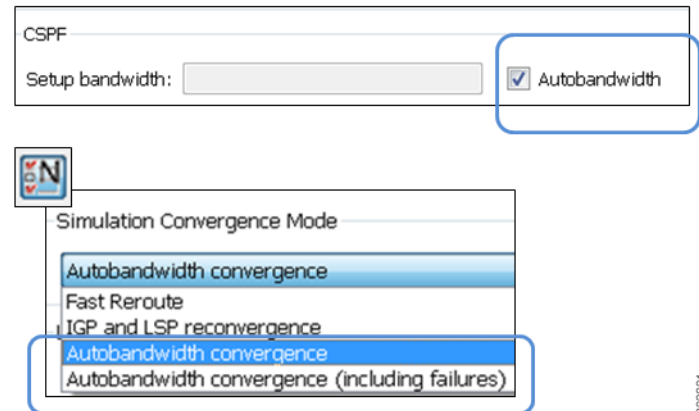 CSPF
Setup bandwidth:
Autobandwidth
N
Simulation Convergence Mode
Autobandwidth convergence
Fast Reroute
IGP and LSP reconvergence
Autobandwidth convergence
Autobandwidth convergence (including failures)